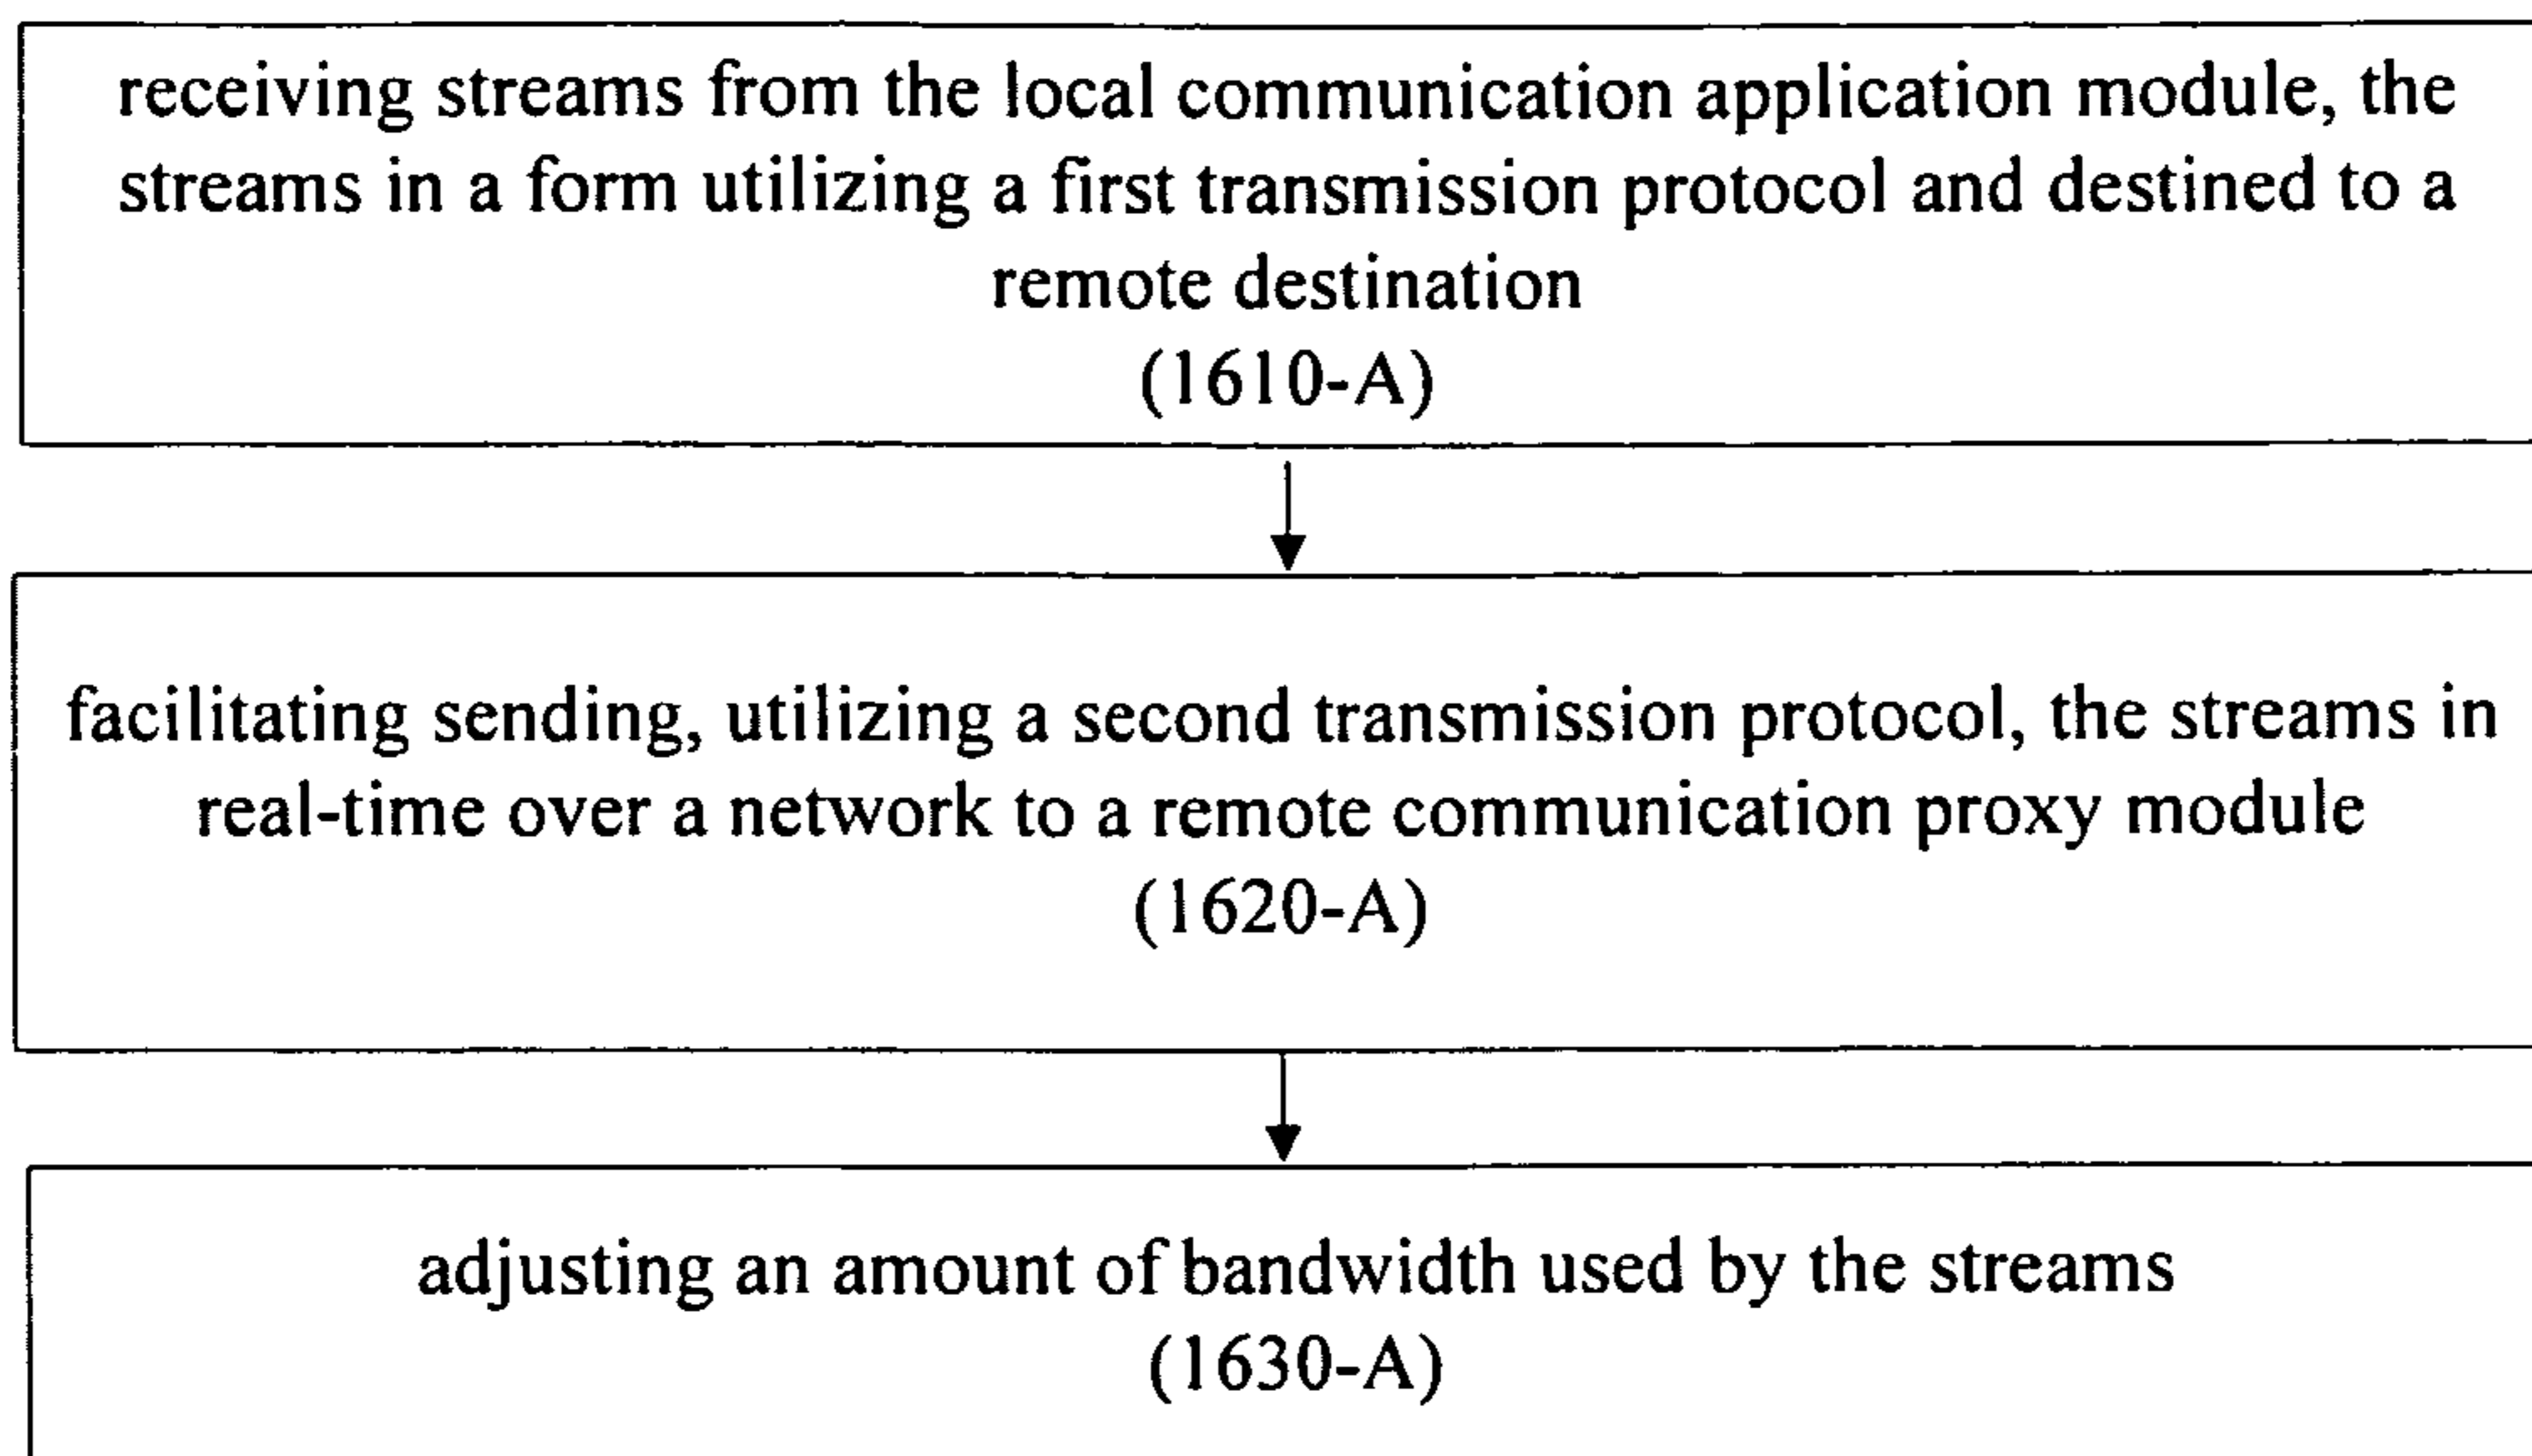 receiving streams from the local communication application module, the
streams in a form utilizing a first transmission protocol and destined to a
remote destination
(1610-A)
facilitating sending, utilizing a second transmission protocol, the streams in
real-time over a network to a remote communication proxy module
(1620-A)
adjusting an amount of bandwidth used by the streams
(1630-A)